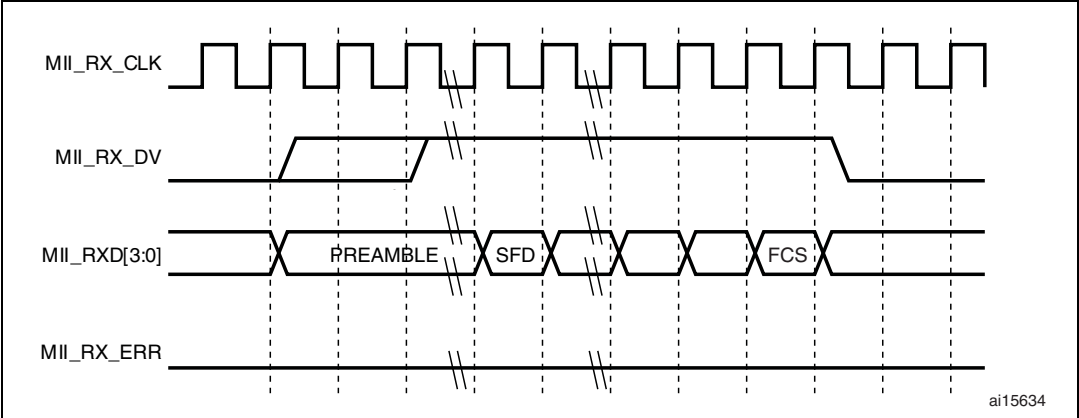 MII_RX_CLK
MII_RX_DV
MII_RXD[3:0]
PREAMBLE
SFD
FCS
MII_RX_ERR
ai15634